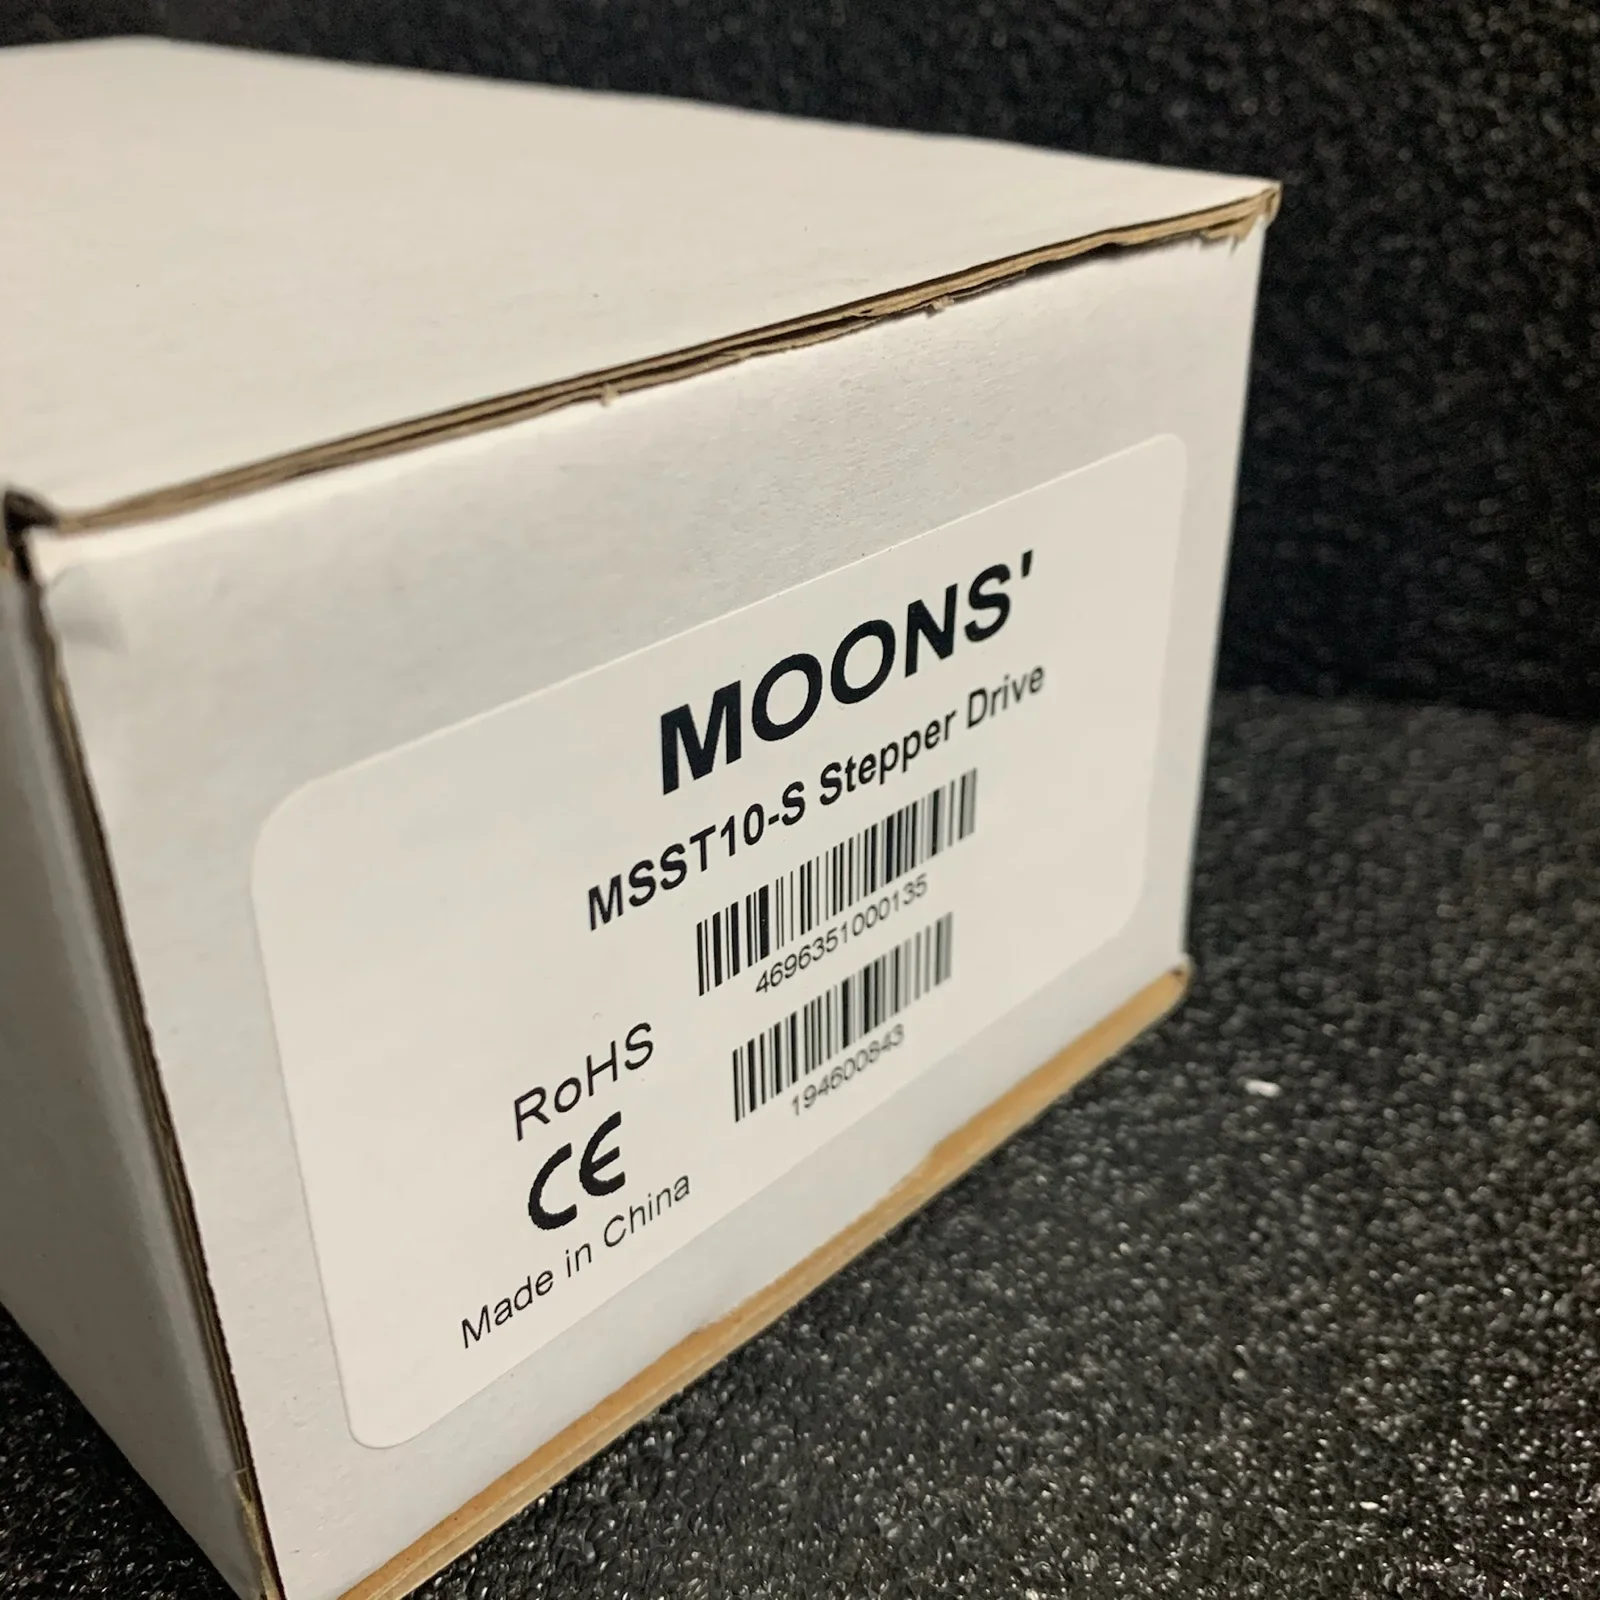 MOONS'
MSST10-S Stepper Drive
4696351000135
194600843
RoHS
CE
Made in China